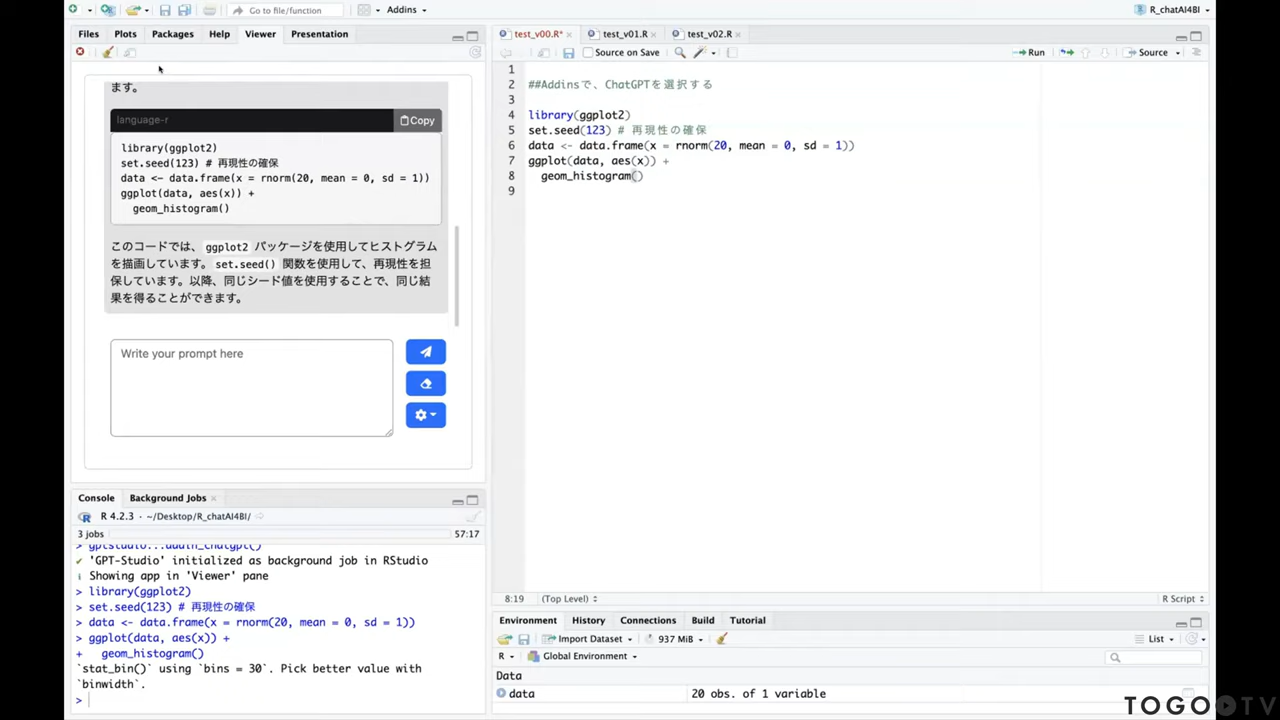 Go to file/function
Addins
R_chatAI4BI
Files Plots Packages Help Viewer Presentation
ます。
language-r
Copy
library(ggplot2)
set.seed(123) # 再現性の確保
data <- data.frame(x = rnorm(20, mean = 0, sd = 1))
ggplot(data, aes(x)) +
geom_histogram()
このコードでは、 ggplot2 パッケージを使用してヒストグラム
を描画しています。 set.seed() 関数を使用して、再現性を担
保しています。以降、同じシード値を使用することで、同じ結
果を得ることができます。
Write your prompt here
Console Background Jobs
R 4.2.3 · ~/Desktop/R_chatAI4BI/
3 jobs 57:17
> gptstudio:::addin_chatgpt()
✔ 'GPT-Studio' initialized as background job in RStudio
ℹ Showing app in 'Viewer' pane
> library(ggplot2)
> set.seed(123) # 再現性の確保
> data <- data.frame(x = rnorm(20, mean = 0, sd = 1))
> ggplot(data, aes(x)) +
+ geom_histogram()
`stat_bin()` using `bins = 30`. Pick better value with
`binwidth`.
>
test_v00.R* test_v01.R test_v02.R
Source on Save Run Source
1
2 ##Addinsで、ChatGPTを選択する
3
4 library(ggplot2)
5 set.seed(123) # 再現性の確保
6 data <- data.frame(x = rnorm(20, mean = 0, sd = 1))
7 ggplot(data, aes(x)) +
8 geom_histogram()
9
8:19 (Top Level) R Script
Environment History Connections Build Tutorial
Import Dataset 937 MiB List
R Global Environment
Data
data 20 obs. of 1 variable
TOGO TV